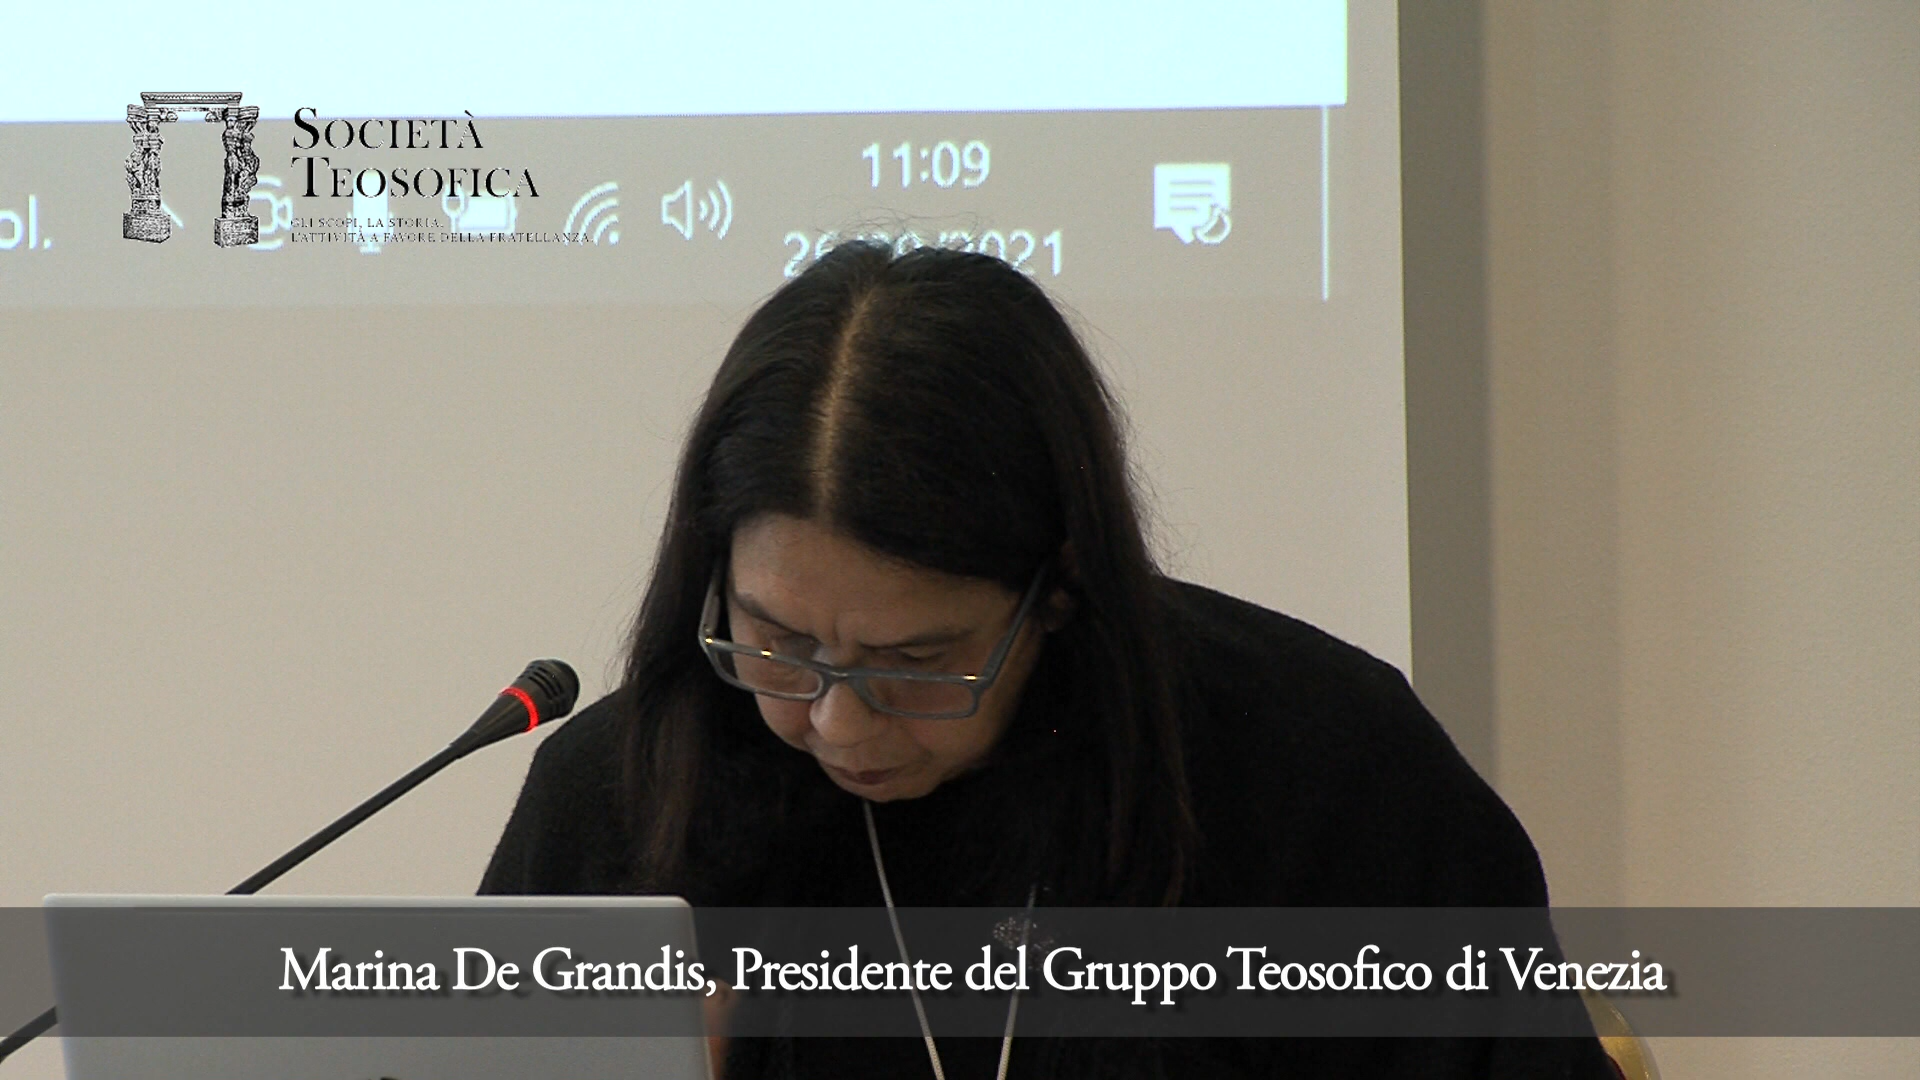 SOCIETÀ
TEOSOFICA
GLI SCOPI, LA STORIA.
L'ATTIVITÀ A FAVORE DELLA FRATELLANZA.
ol.
11:09
Marina De Grandis, Presidente del Gruppo Teosofico di Venezia